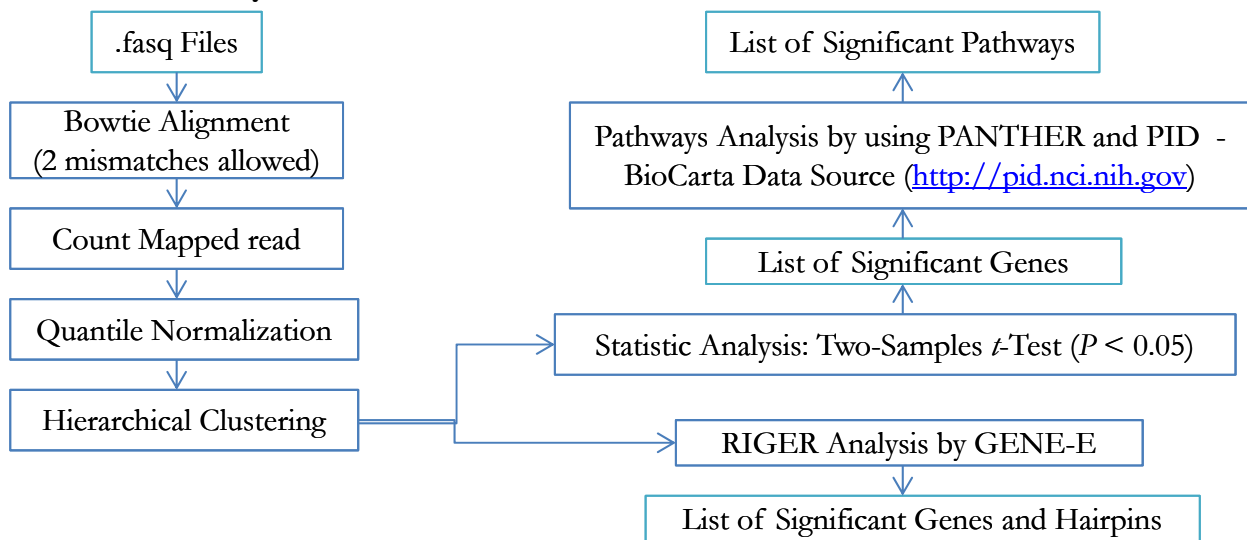 .fasq Files
Bowtie Alignment
(2 mismatches allowed)
Count Mapped read
Quantile Normalization
Hierarchical Clustering
List of Significant Pathways
Pathways Analysis by using PANTHER and PID -
BioCarta Data Source (http://pid.nci.nih.gov)
List of Significant Genes
Statistic Analysis: Two-Samples t-Test (P < 0.05)
RIGER Analysis by GENE-E
List of Significant Genes and Hairpins